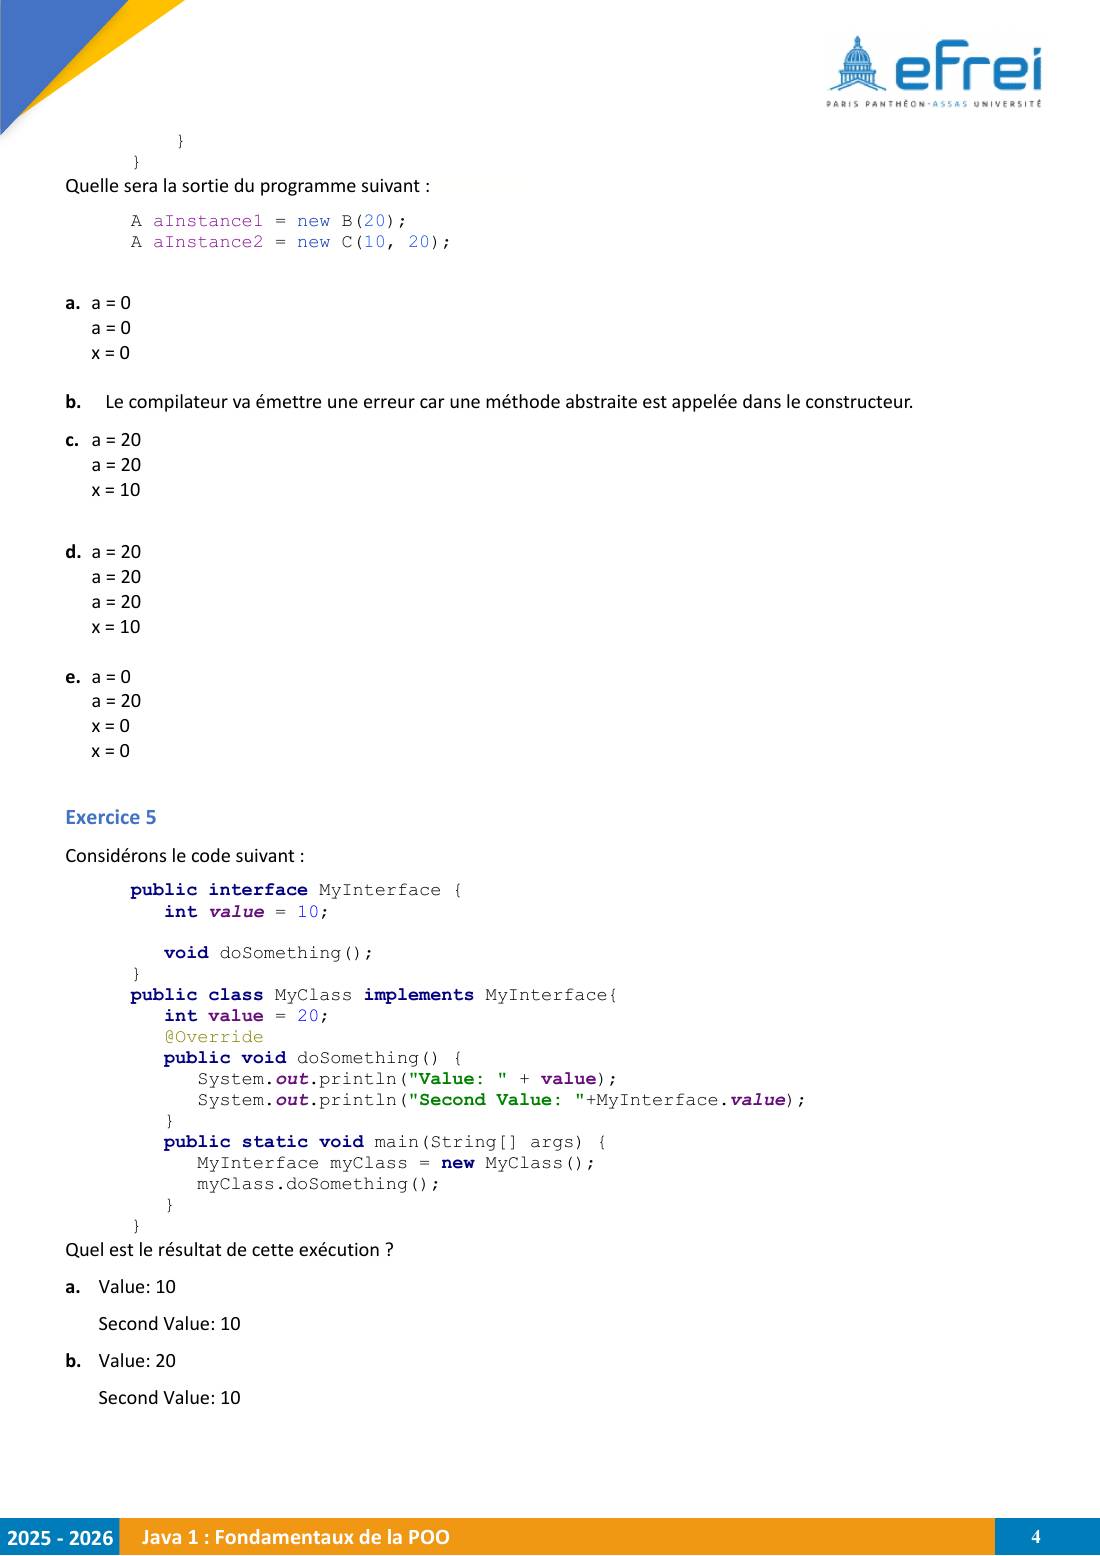 efrei
PARIS PANTHÉON-ASSAS UNIVERSITÉ
}
}
Quelle sera la sortie du programme suivant :
A aInstance1 = new B(20);
A aInstance2 = new C(10, 20);
a. a = 0
a = 0
x = 0
b. Le compilateur va émettre une erreur car une méthode abstraite est appelée dans le constructeur.
c. a = 20
a = 20
x = 10
d. a = 20
a = 20
a = 20
x = 10
e. a = 0
a = 20
x = 0
x = 0
Exercice 5
Considérons le code suivant :
public interface MyInterface {
int value = 10;
void doSomething();
}
public class MyClass implements MyInterface{
int value = 20;
@Override
public void doSomething() {
System.out.println("Value: " + value);
System.out.println("Second Value: "+MyInterface.value);
}
public static void main(String[] args) {
MyInterface myClass = new MyClass();
myClass.doSomething();
}
}
Quel est le résultat de cette exécution ?
a. Value: 10
Second Value: 10
b. Value: 20
Second Value: 10
2025 - 2026 Java 1 : Fondamentaux de la POO 4